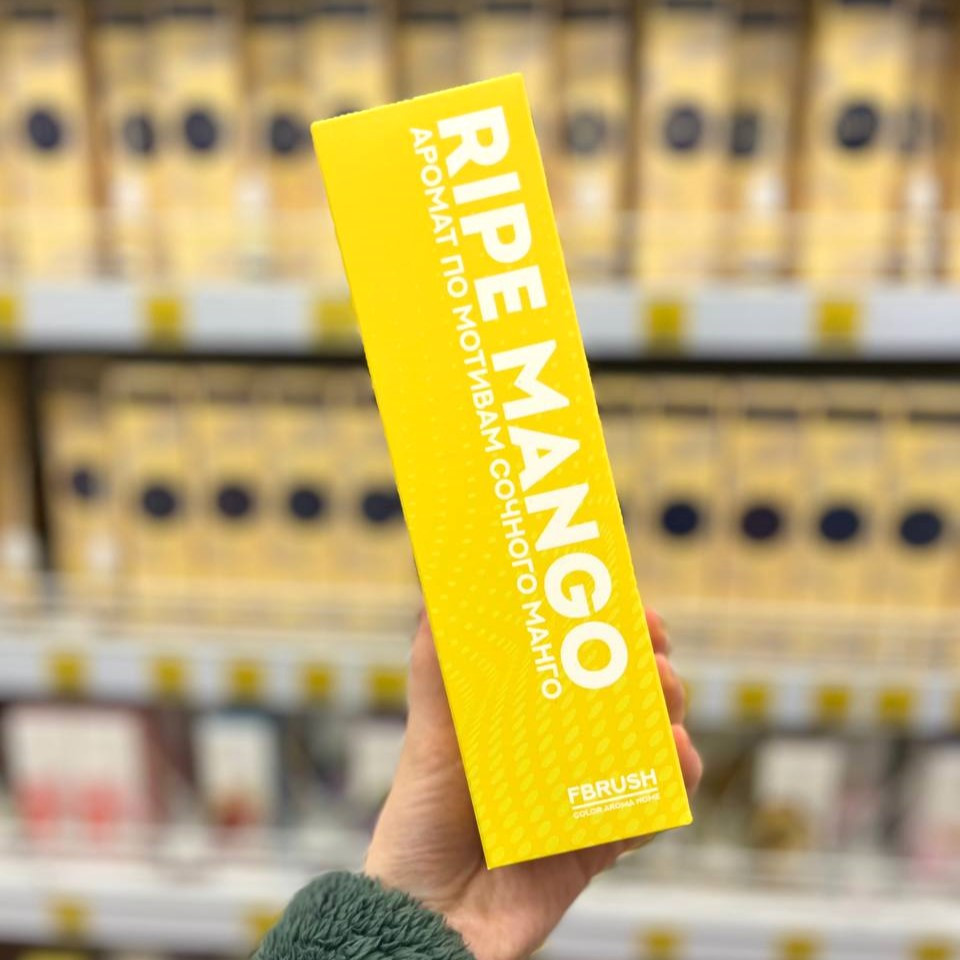 RIPE MANGO
АРОМАТ ПО МОТИВАМ СОЧНОГО МАНГО
FBRUSH
COLOR AROMA HOME